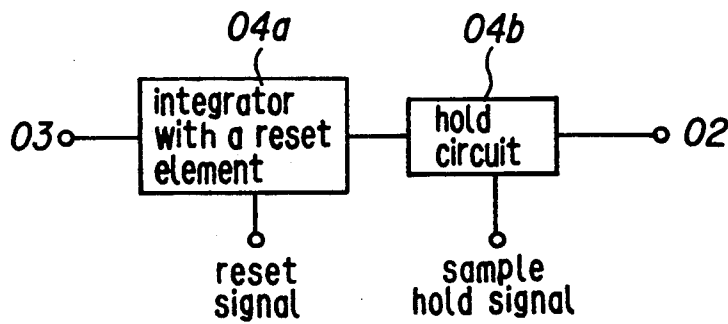 04a
04b
03
integrator
with a reset
element
hold
circuit
02
reset
signal
sample
hold signal